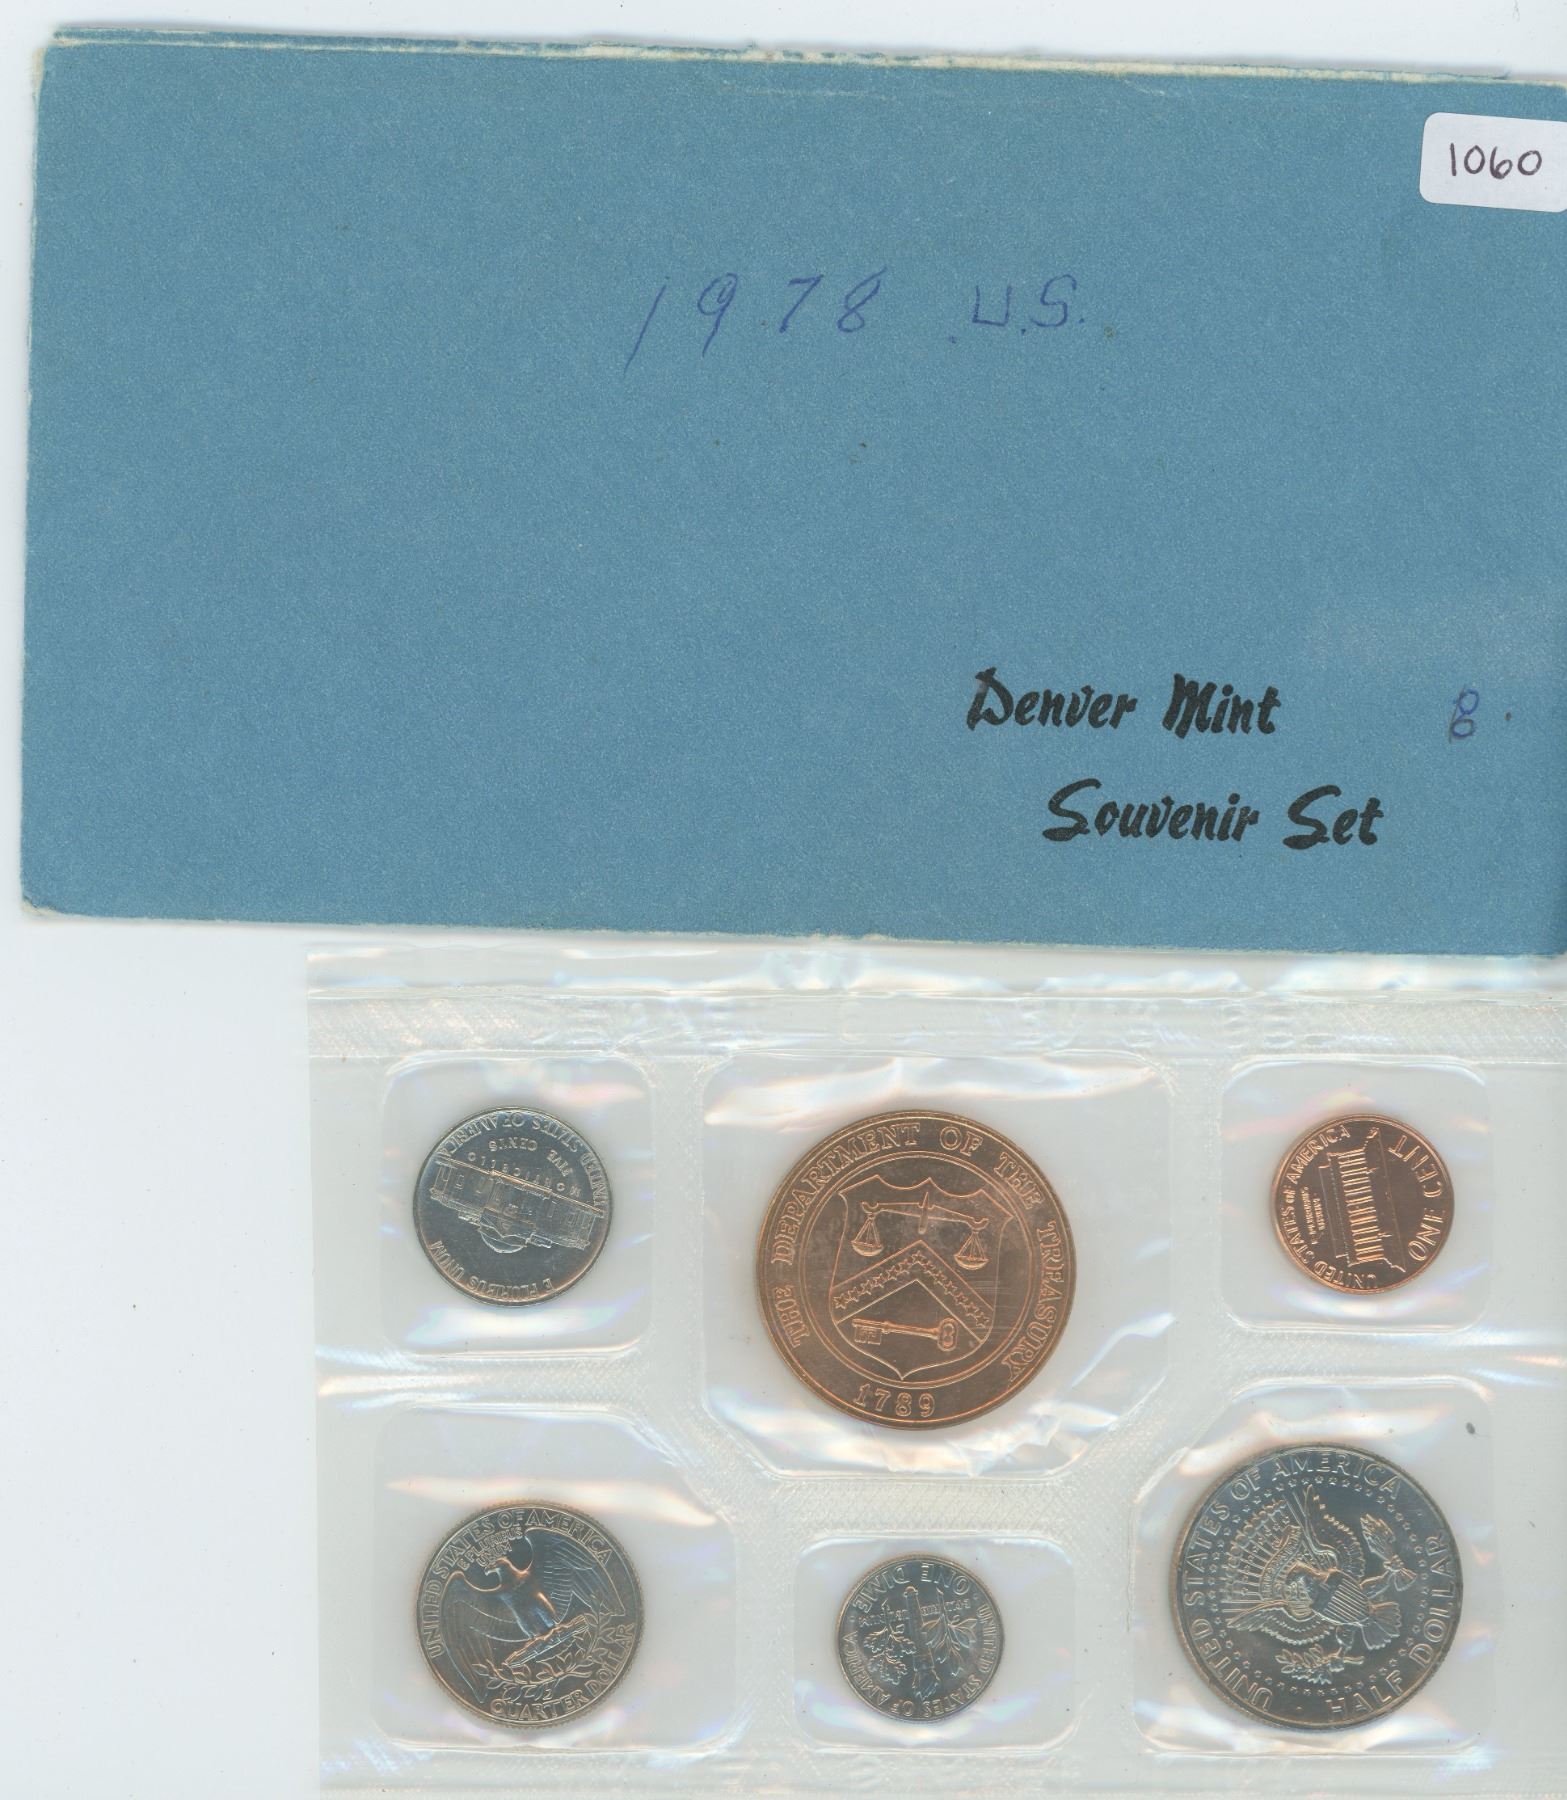 1060
1978 U.S.
Denver Mint 8
Souvenir Set
UNITED STATES OF AMERICA
FIVE CENTS
MONTICELLO
E PLURIBUS UNUM
THE DEPARTMENT OF THE TREASURY
1789
UNITED STATES OF AMERICA
E PLURIBUS
UNUM
ONE CENT
UNITED STATES OF AMERICA
E PLURIBUS
UNUM
QUARTER DOLLAR
UNITED STATES OF AMERICA
ONE DIME
UNITED STATES OF AMERICA
HALF DOLLAR